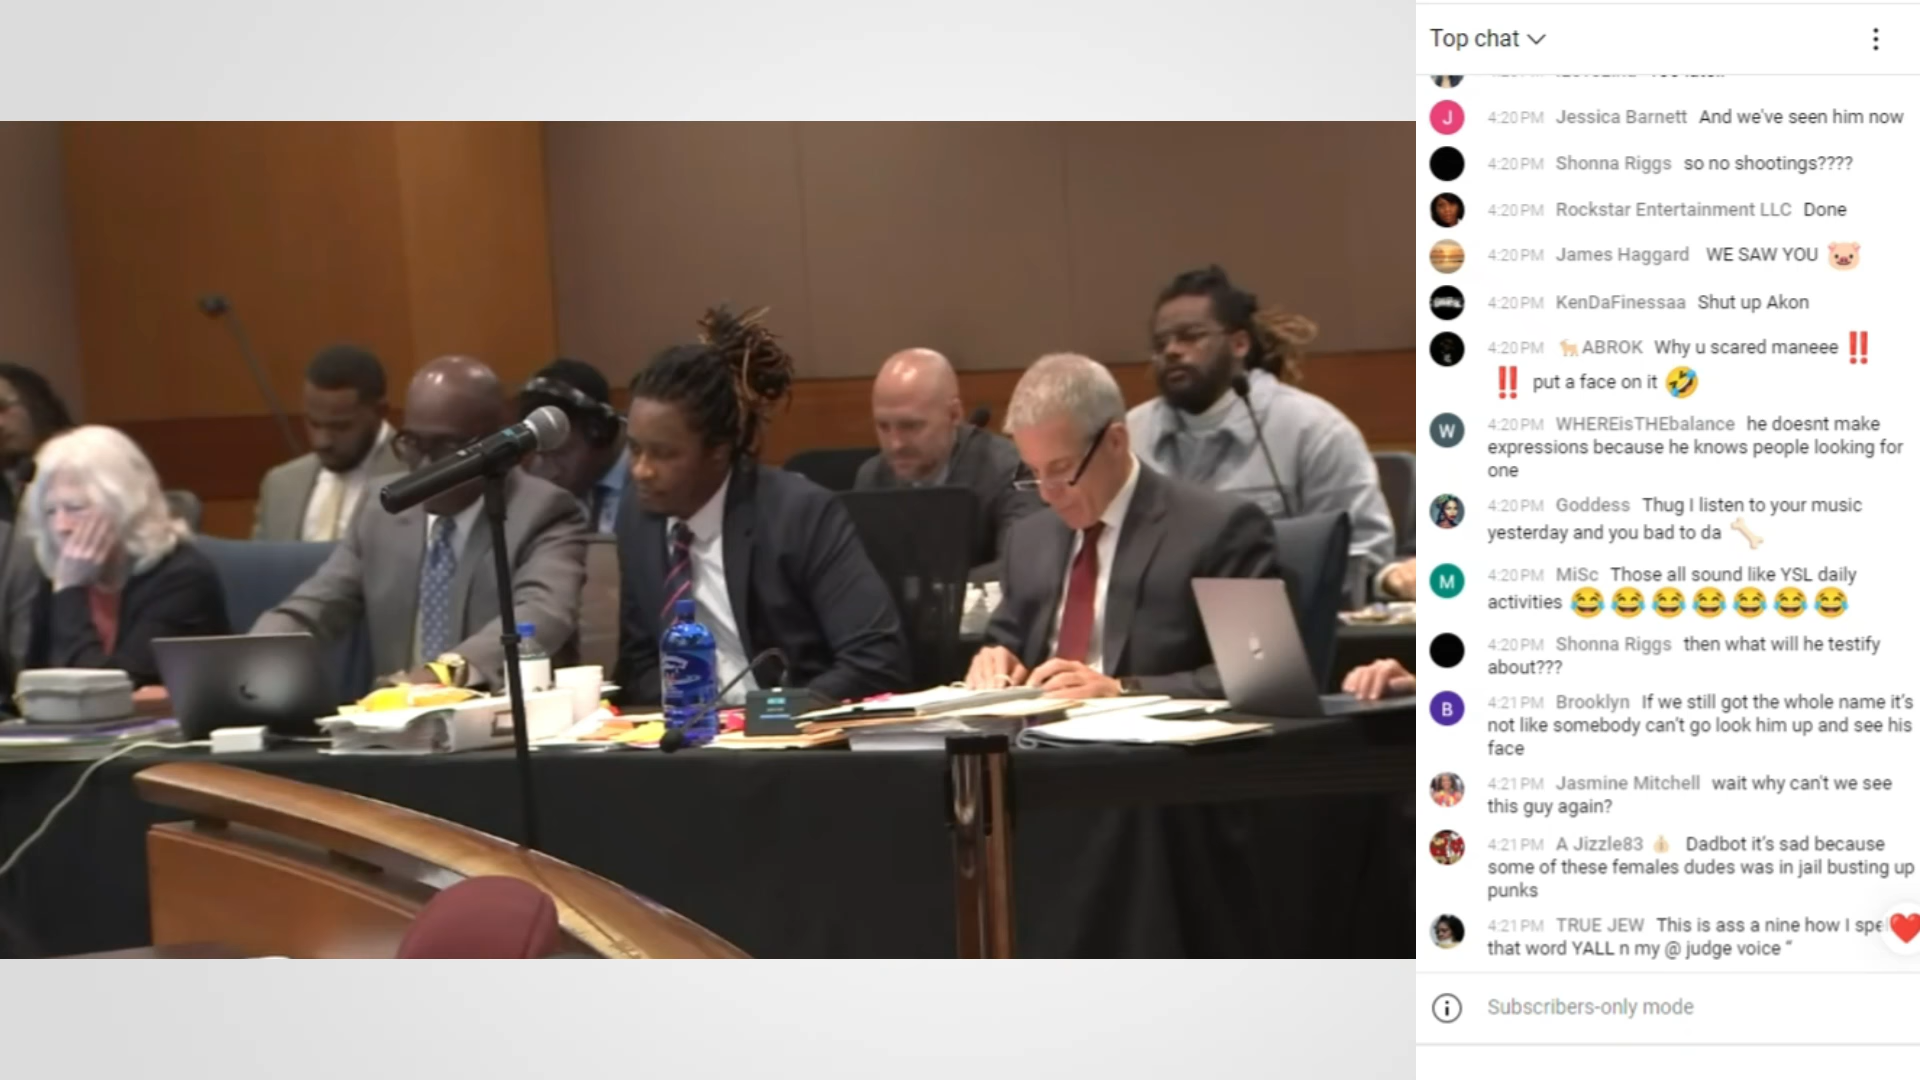 Top chat
4:20 PM Jessica Barnett And we've seen him now
4:20 PM Shonna Riggs so no shootings????
4:20 PM Rockstar Entertainment LLC Done
4:20 PM James Haggard WE SAW YOU 🐷
4:20 PM KenDaFinessaa Shut up Akon
4:20 PM 🐐ABROK Why u scared maneee ‼️
‼️ put a face on it 🤣
W
4:20 PM WHEREisTHEbalance he doesnt make
expressions because he knows people looking for
one
4:20 PM Goddess Thug I listen to your music
yesterday and you bad to da 🦴
M
4:20 PM MiSc Those all sound like YSL daily
activities 😂😂😂😂😂😂😂
4:20 PM Shonna Riggs then what will he testify
about???
B
4:21 PM Brooklyn If we still got the whole name it's
not like somebody can't go look him up and see his
face
4:21 PM Jasmine Mitchell wait why can't we see
this guy again?
4:21 PM A Jizzle83 💰 Dadbot it's sad because
some of these females dudes was in jail busting up
punks
4:21 PM TRUE JEW This is ass a nine how I spe
that word YALL n my @ judge voice “
Subscribers-only mode